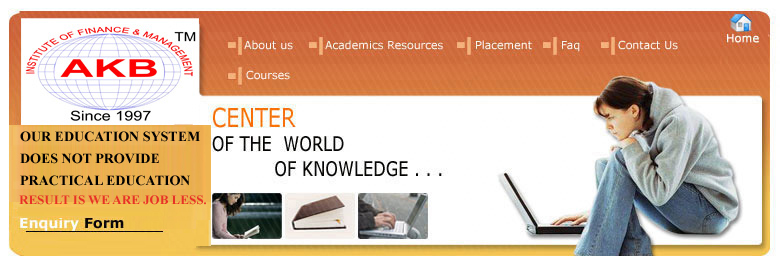 INSTITUTE OF FINANCE & MANAGEMENT
TM
AKB
Since 1997
Home
About us
Academics Resources
Placement
Faq
Contact Us
Courses
OUR EDUCATION SYSTEM
DOES NOT PROVIDE
PRACTICAL EDUCATION
RESULT IS WE ARE JOB LESS.
Enquiry Form
CENTER
OF THE WORLD
OF KNOWLEDGE . . .